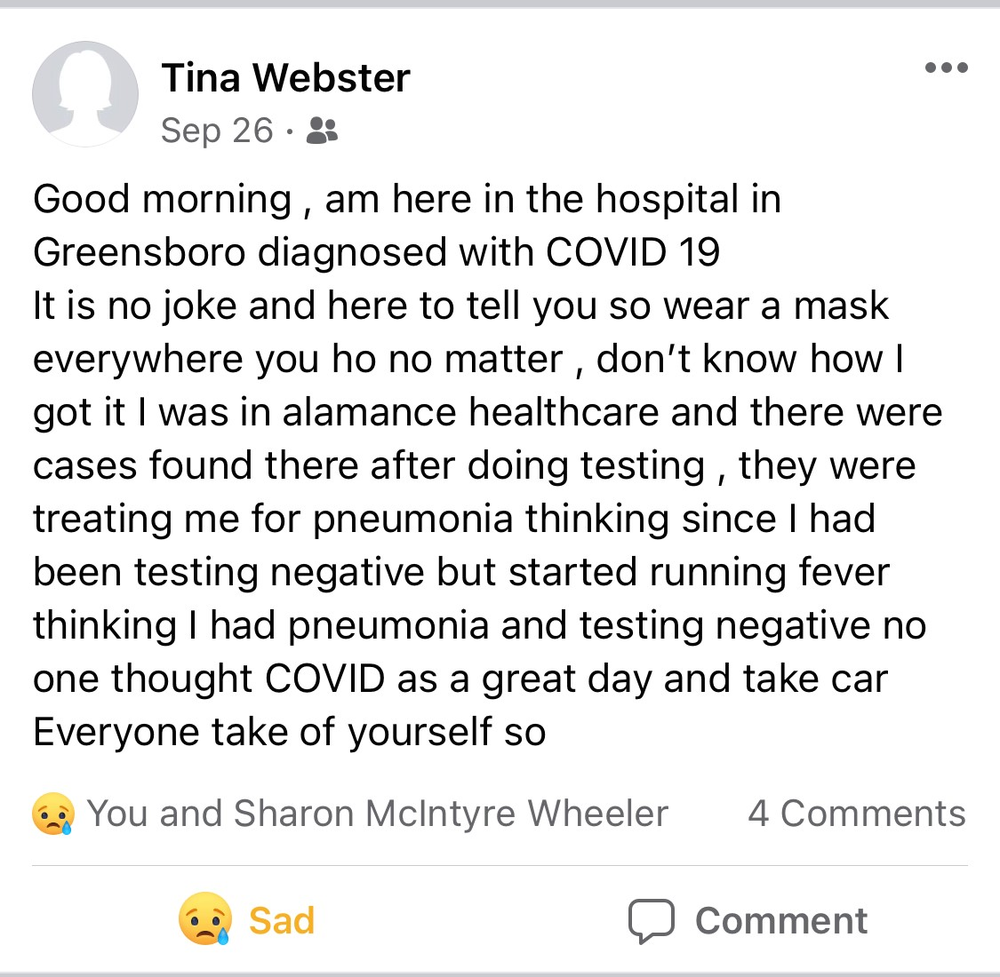 Tina Webster
Sep 26 ·
Good morning , am here in the hospital in
Greensboro diagnosed with COVID 19
It is no joke and here to tell you so wear a mask
everywhere you ho no matter , don’t know how I
got it I was in alamance healthcare and there were
cases found there after doing testing , they were
treating me for pneumonia thinking since I had
been testing negative but started running fever
thinking I had pneumonia and testing negative no
one thought COVID as a great day and take car
Everyone take of yourself so
You and Sharon McIntyre Wheeler 4 Comments
Sad Comment